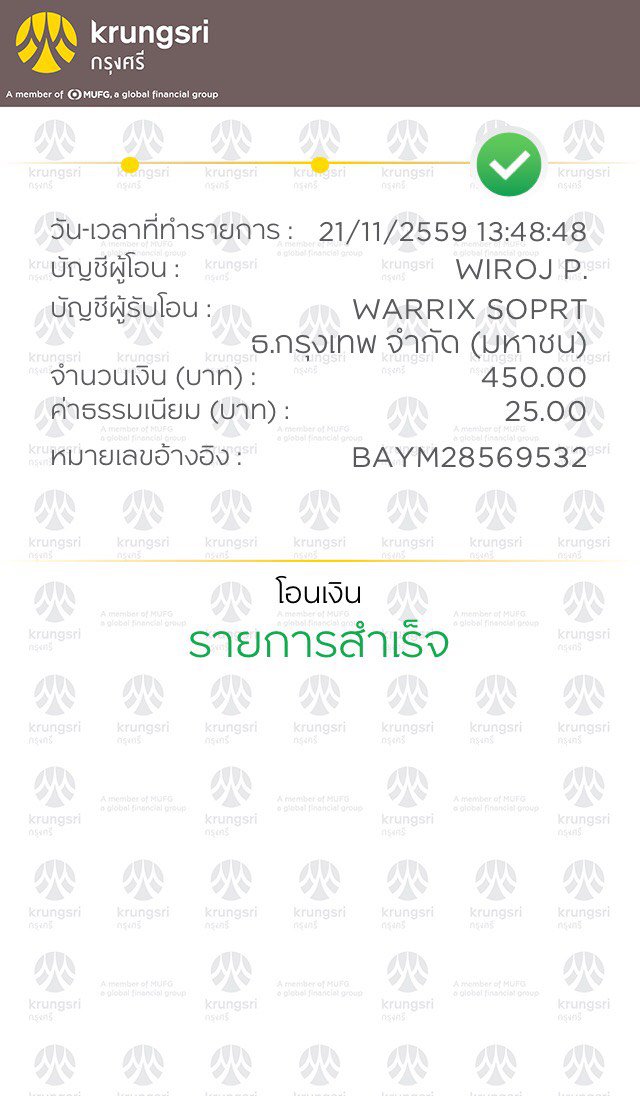 krungsri
กรุงศรี
A member of MUFG, a global financial group
วัน-เวลาที่ทำรายการ : 21/11/2559 13:48:48
บัญชีผู้โอน : WIROJ P.
บัญชีผู้รับโอน : WARRIX SOPRT
ธ.กรุงเทพ จำกัด (มหาชน)
จำนวนเงิน (บาท) : 450.00
ค่าธรรมเนียม (บาท) : 25.00
หมายเลขอ้างอิง : BAYM28569532
โอนเงิน
รายการสำเร็จ